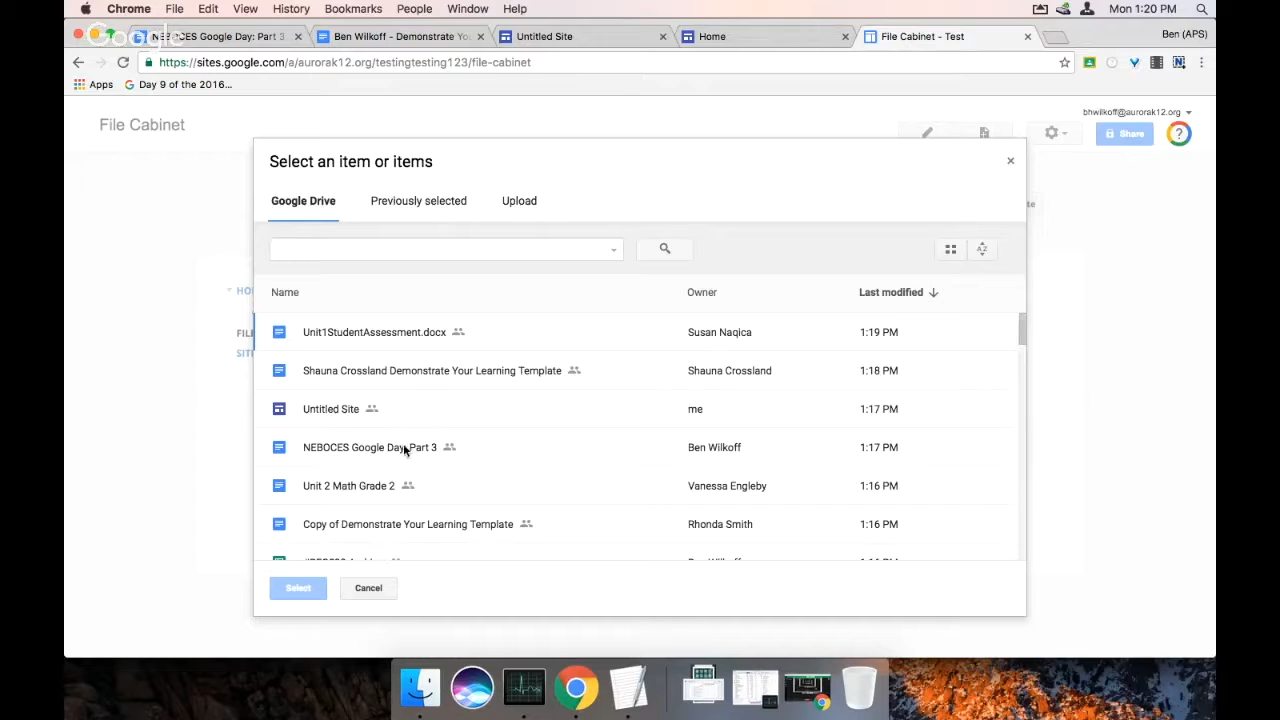 Chrome File Edit View History Bookmarks People Window Help Mon 1:20 PM
Google
NEBOCES Google Day: Part 3 Ben Wilkoff - Demonstrate Yo Untitled Site Home File Cabinet - Test Ben (APS)
https://sites.google.com/a/aurorak12.org/testingtesting123/file-cabinet
Apps Day 9 of the 2016...
bhwilkoff@aurorak12.org
File Cabinet
Share
?
Select an item or items
Google Drive Previously selected Upload
HO
FIL
SIT
Name Owner Last modified
Unit1StudentAssessment.docx Susan Naqica 1:19 PM
Shauna Crossland Demonstrate Your Learning Template Shauna Crossland 1:18 PM
Untitled Site me 1:17 PM
NEBOCES Google Day: Part 3 Ben Wilkoff 1:17 PM
Unit 2 Math Grade 2 Vanessa Engleby 1:16 PM
Copy of Demonstrate Your Learning Template Rhonda Smith 1:16 PM
Select Cancel